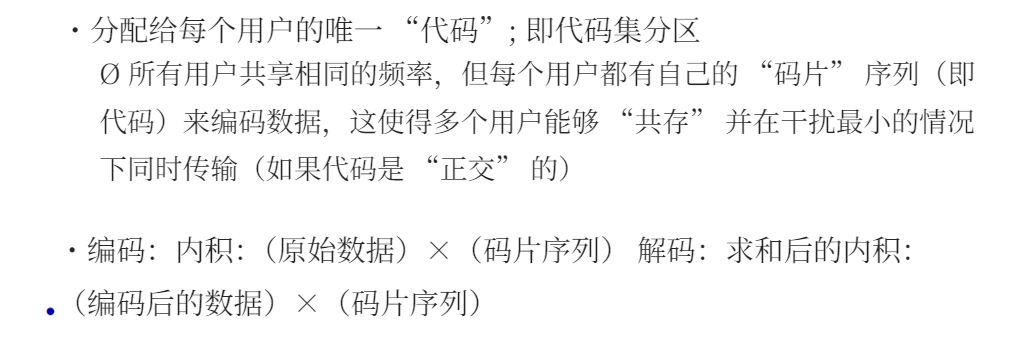 ・分配给每个用户的唯一 “代码”; 即代码集分区
Ø 所有用户共享相同的频率，但每个用户都有自己的 “码片” 序列（即
代码）来编码数据，这使得多个用户能够 “共存” 并在干扰最小的情况
下同时传输（如果代码是 “正交” 的）
・编码：内积：（原始数据）×（码片序列） 解码：求和后的内积：
•（编码后的数据）×（码片序列）